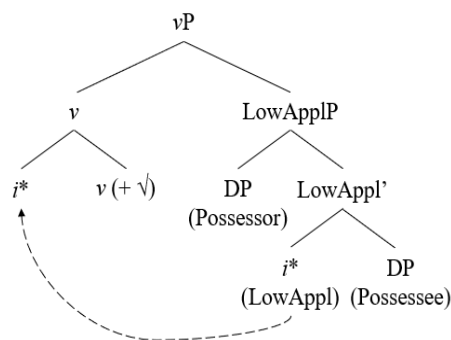 vP
v LowApplP
i* v (+ √) DP LowAppl’
(Possessor)
i* DP
(LowAppl) (Possessee)